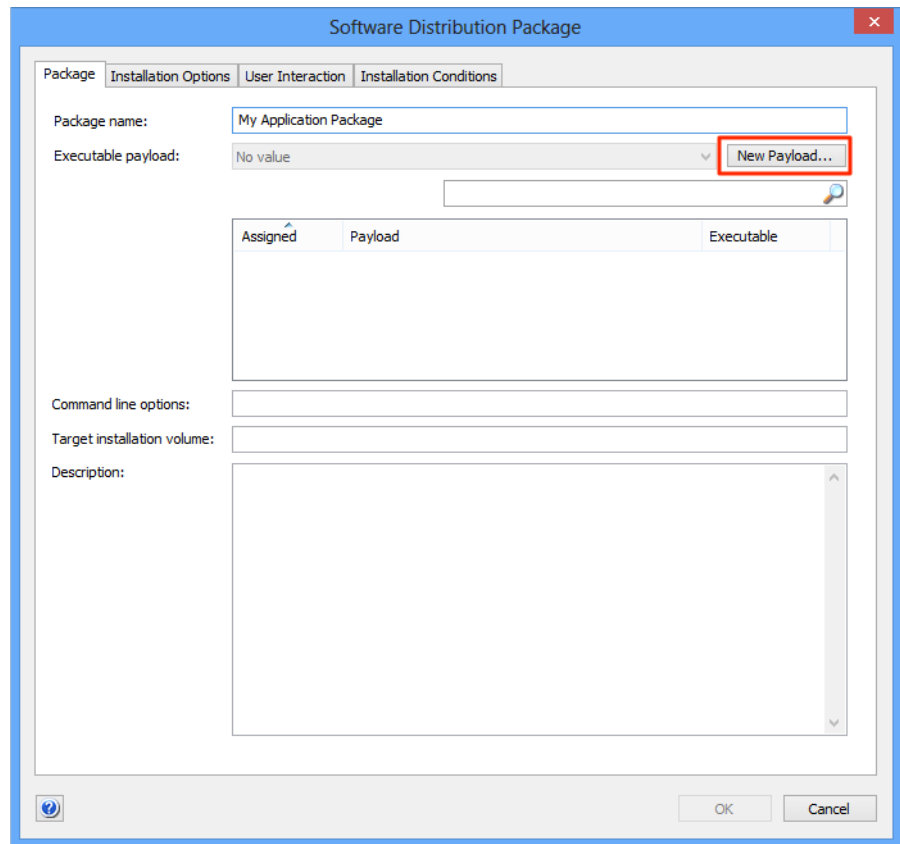 Software Distribution Package
Package Installation Options User Interaction Installation Conditions
Package name: My Application Package
Executable payload: No value New Payload...
Assigned Payload Executable
Command line options:
Target installation volume:
Description:
OK Cancel